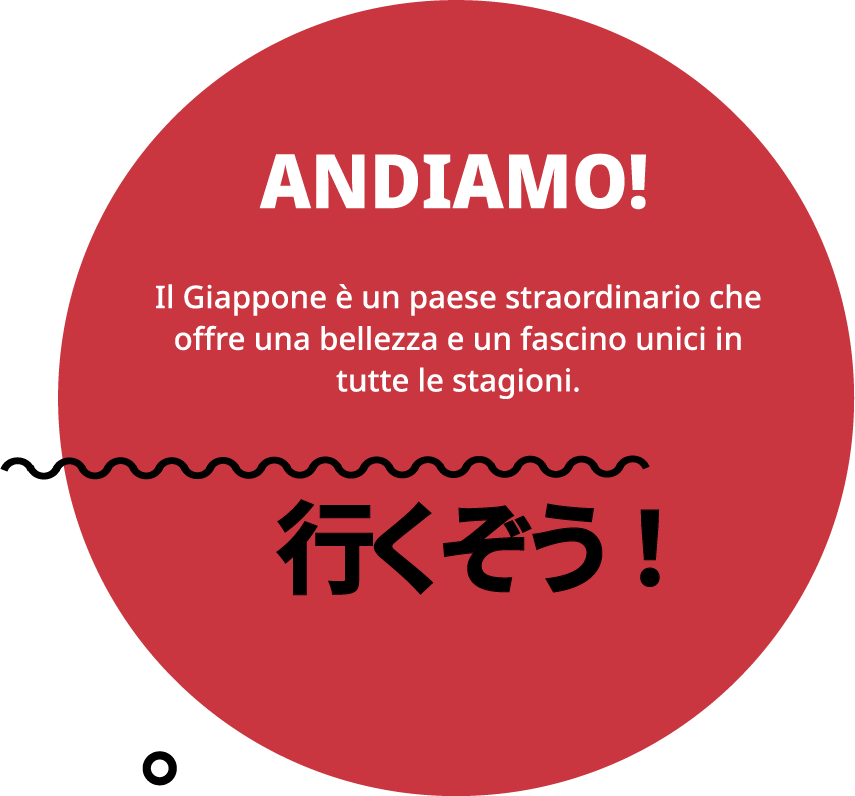 ANDIAMO!
Il Giappone è un paese straordinario che
offre una bellezza e un fascino unici in
tutte le stagioni.
行くぞう！